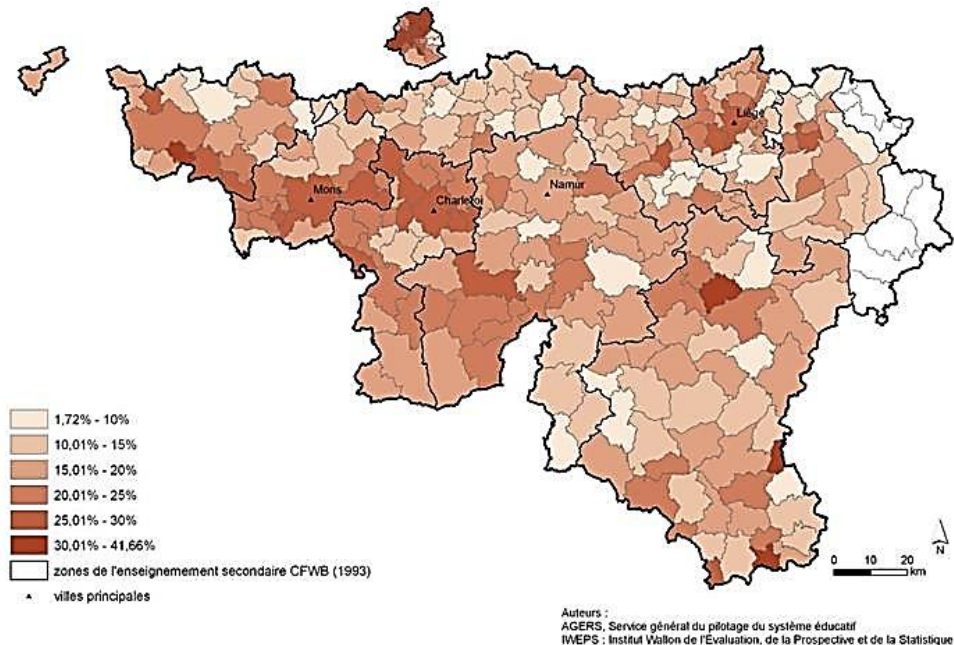 Liège
Mons
Namur
Charleroi
1,72% - 10%
10,01% - 15%
15,01% - 20%
20,01% - 25%
25,01% - 30%
30,01% - 41,66%
zones de l'enseignemement secondaire CFWB (1993)
villes principales
N
0 10 20
km
Auteurs :
AGERS, Service général du pilotage du système éducatif
IWEPS : Institut Wallon de l'Evaluation, de la Prospective et de la Statistique